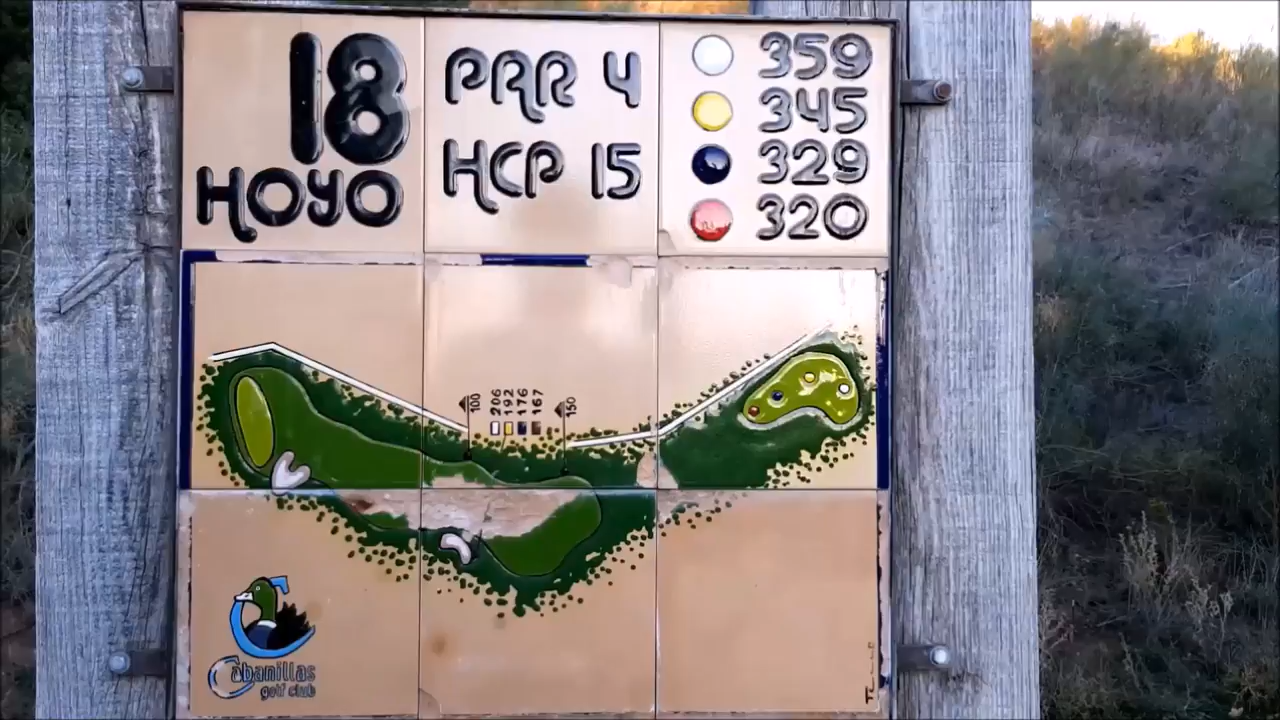 18
HOYO
PAR 4
HCP 15
359
345
329
320
100
206
192
176
167
150
Cabanillas
golf club